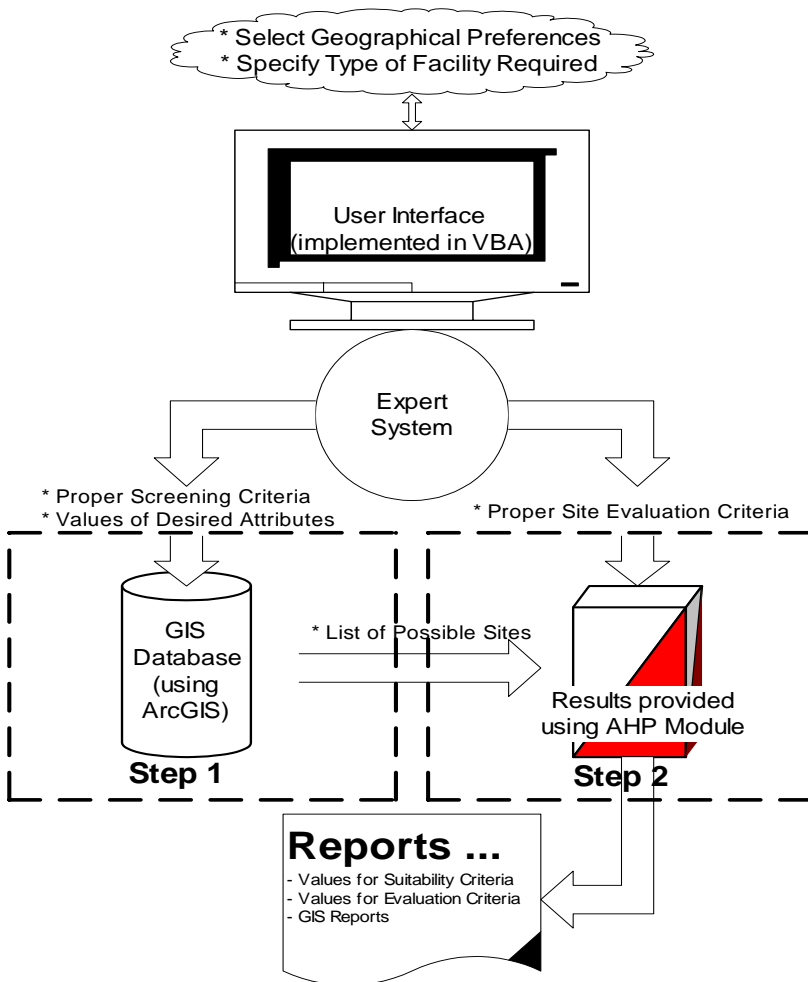 * Select Geographical Preferences
* Specify Type of Facility Required
User Interface
(implemented in VBA)
Expert
System
* Proper Screening Criteria
* Values of Desired Attributes
* Proper Site Evaluation Criteria
GIS
Database
(using
ArcGIS)
* List of Possible Sites
Results provided
using AHP Module
Step 1
Step 2
Reports ...
- Values for Suitability Criteria
- Values for Evaluation Criteria
- GIS Reports